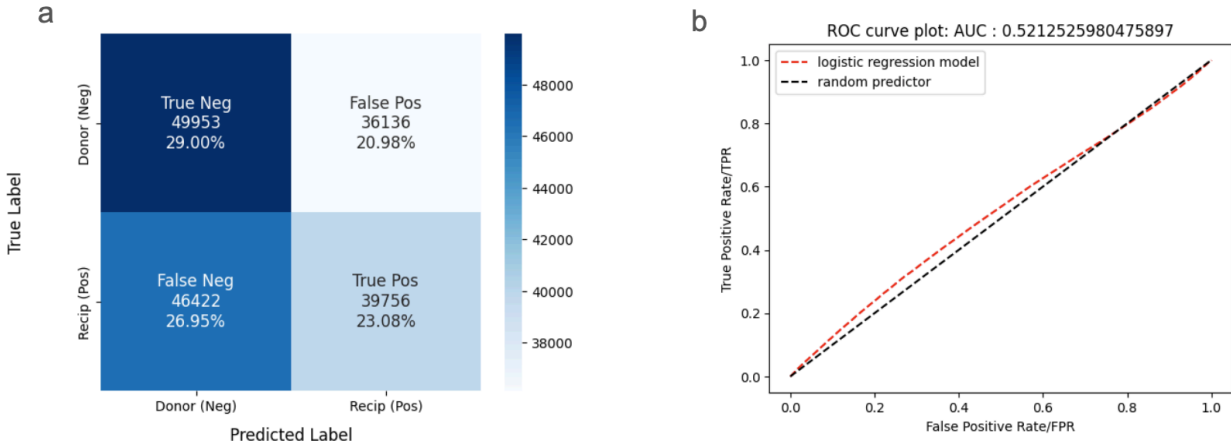 a
True Label
Donor (Neg)
Recip (Pos)
True Neg
49953
29.00%
False Pos
36136
20.98%
False Neg
46422
26.95%
True Pos
39756
23.08%
Donor (Neg)
Recip (Pos)
Predicted Label
48000
46000
44000
42000
40000
38000
b
ROC curve plot: AUC : 0.5212525980475897
logistic regression model
random predictor
True Positive Rate/TPR
1.0
0.8
0.6
0.4
0.2
0.0
0.0
0.2
0.4
0.6
0.8
1.0
False Positive Rate/FPR